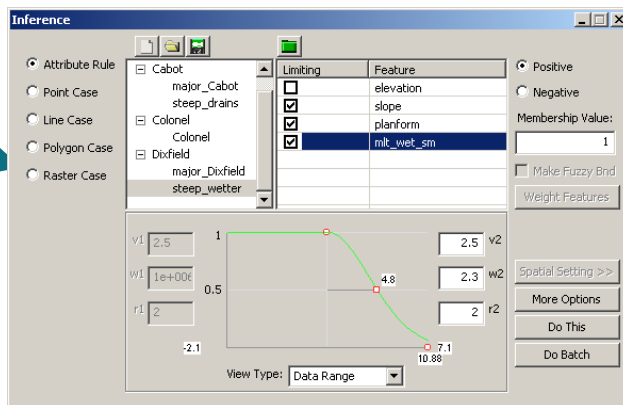 Inference
Attribute Rule
Point Case
Line Case
Polygon Case
Raster Case
Cabot
major_Cabot
steep_drains
Colonel
Colonel
Dixfield
major_Dixfield
steep_wetter
Limiting Feature
elevation
slope
planform
mlt_wet_sm
Positive
Negative
Membership Value:
1
Make Fuzzy Bnd
Weight Features
Spatial Setting >>
More Options
Do This
Do Batch
v1 2.5
w1 1e+006
r1 2
1
0.5
-2.1
4.8
7.1
10.88
2.5 v2
2.3 w2
2 r2
View Type: Data Range